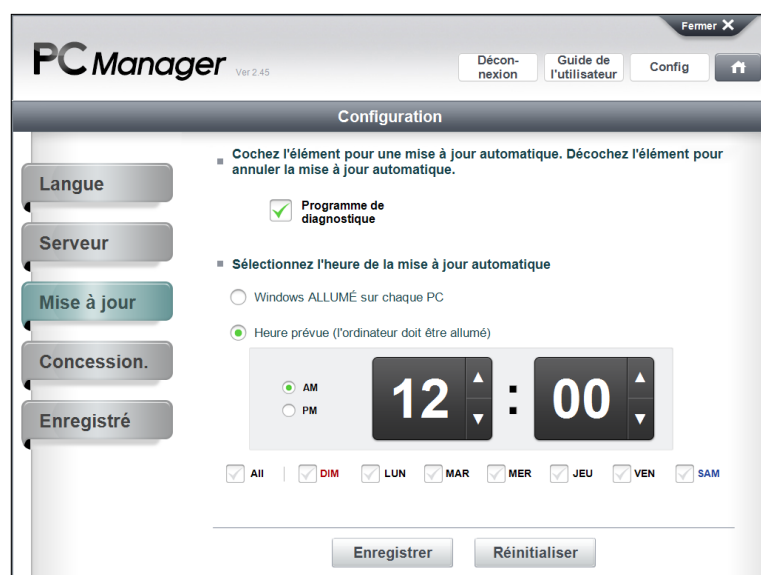 Fermer X
PC Manager Ver 2.45
Décon-
nexion
Guide de
l'utilisateur
Config
Configuration
Langue
Serveur
Mise à jour
Concession.
Enregistré
Cochez l'élément pour une mise à jour automatique. Décochez l'élément pour
annuler la mise à jour automatique.
Programme de
diagnostique
Sélectionnez l'heure de la mise à jour automatique
Windows ALLUMÉ sur chaque PC
Heure prévue (l'ordinateur doit être allumé)
AM
PM
12 : 00
All DIM LUN MAR MER JEU VEN SAM
Enregistrer Réinitialiser